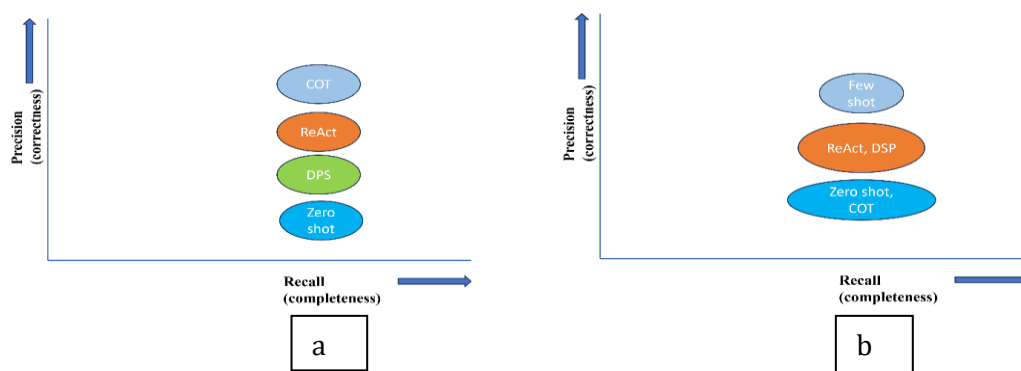 Precision
(correctness)
COT
ReAct
DPS
Zero
shot
Recall
(completeness)
a
Precision
(correctness)
Few
shot
ReAct, DSP
Zero shot,
COT
Recall
(completeness)
b